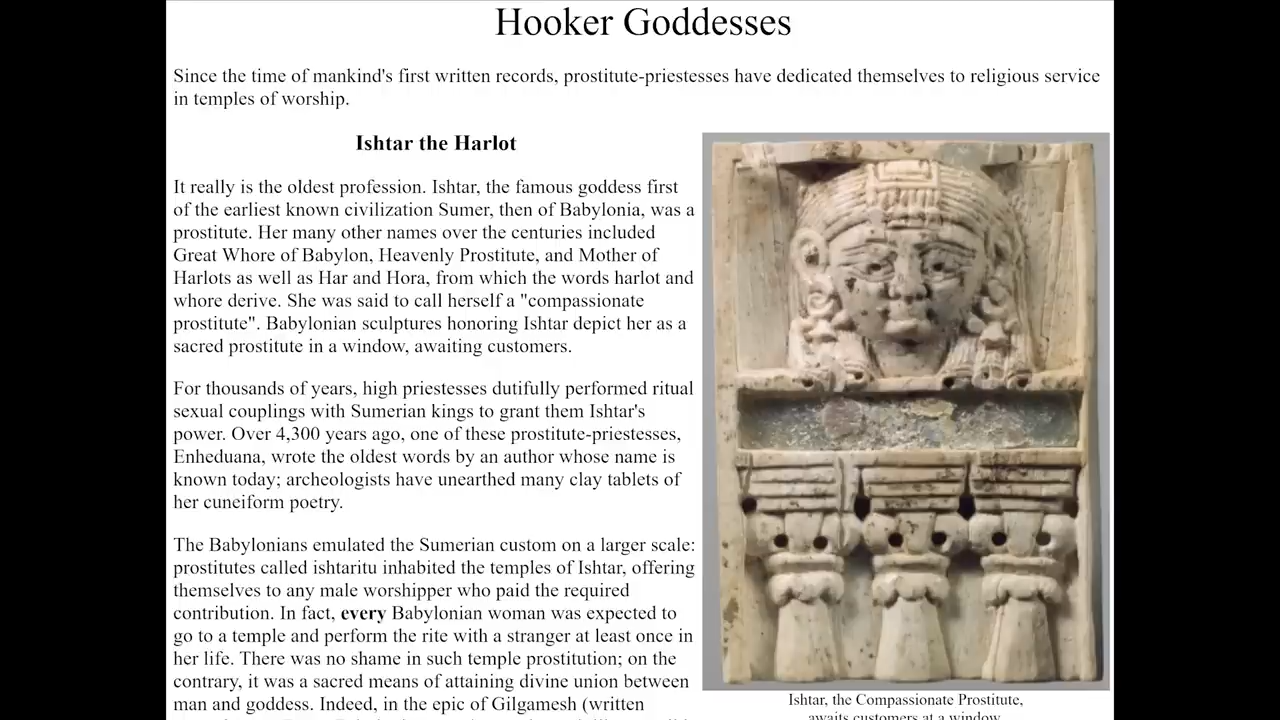 Hooker Goddesses
Since the time of mankind's first written records, prostitute-priestesses have dedicated themselves to religious service
in temples of worship.
Ishtar the Harlot
It really is the oldest profession. Ishtar, the famous goddess first
of the earliest known civilization Sumer, then of Babylonia, was a
prostitute. Her many other names over the centuries included
Great Whore of Babylon, Heavenly Prostitute, and Mother of
Harlots as well as Har and Hora, from which the words harlot and
whore derive. She was said to call herself a "compassionate
prostitute". Babylonian sculptures honoring Ishtar depict her as a
sacred prostitute in a window, awaiting customers.
For thousands of years, high priestesses dutifully performed ritual
sexual couplings with Sumerian kings to grant them Ishtar's
power. Over 4,300 years ago, one of these prostitute-priestesses,
Enheduana, wrote the oldest words by an author whose name is
known today; archeologists have unearthed many clay tablets of
her cuneiform poetry.
The Babylonians emulated the Sumerian custom on a larger scale:
prostitutes called ishtaritu inhabited the temples of Ishtar, offering
themselves to any male worshipper who paid the required
contribution. In fact, every Babylonian woman was expected to
go to a temple and perform the rite with a stranger at least once in
her life. There was no shame in such temple prostitution; on the
contrary, it was a sacred means of attaining divine union between
man and goddess. Indeed, in the epic of Gilgamesh (written
Ishtar, the Compassionate Prostitute,
awaits customers at a window